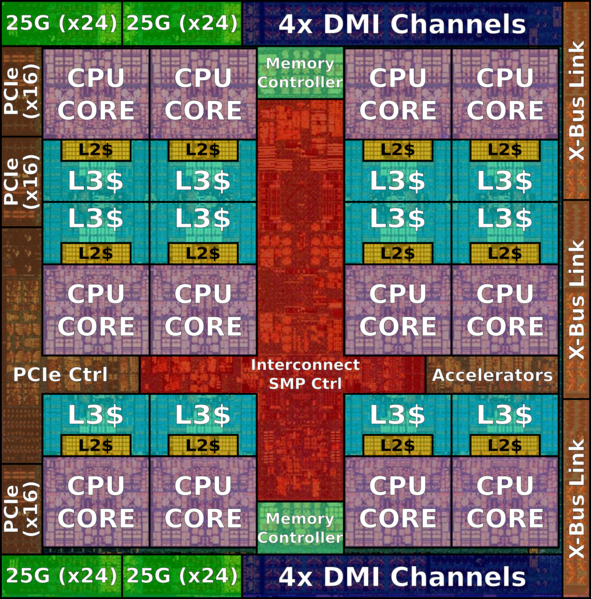 25G (x24) 25G (x24) 4x DMI Channels
PCIe
(x16)
CPU
CORE
CPU
CORE
Memory
Controller
CPU
CORE
CPU
CORE
X-Bus Link
PCIe
(x16)
L2$ L2$ L2$ L2$
L3$ L3$ L3$ L3$
L3$ L3$ L3$ L3$
L2$ L2$ L2$ L2$
X-Bus Link
CPU
CORE
CPU
CORE
CPU
CORE
CPU
CORE
PCIe Ctrl
Interconnect
SMP Ctrl
Accelerators
L3$ L3$ L3$ L3$
L2$ L2$ L2$ L2$
X-Bus Link
PCIe
(x16)
CPU
CORE
CPU
CORE
Memory
Controller
CPU
CORE
CPU
CORE
25G (x24) 25G (x24) 4x DMI Channels